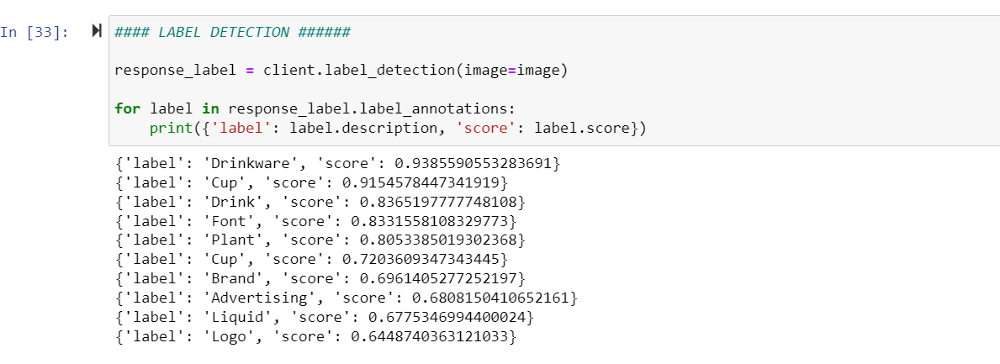 In [33]:
#### LABEL DETECTION ######
response_label = client.label_detection(image=image)
for label in response_label.label_annotations:
    print({'label': label.description, 'score': label.score})
{'label': 'Drinkware', 'score': 0.9385590553283691}
{'label': 'Cup', 'score': 0.9154578447341919}
{'label': 'Drink', 'score': 0.8365197777748108}
{'label': 'Font', 'score': 0.8331558108329773}
{'label': 'Plant', 'score': 0.8053385019302368}
{'label': 'Cup', 'score': 0.7203609347343445}
{'label': 'Brand', 'score': 0.6961405277252197}
{'label': 'Advertising', 'score': 0.6808150410652161}
{'label': 'Liquid', 'score': 0.6775346994400024}
{'label': 'Logo', 'score': 0.6448740363121033}